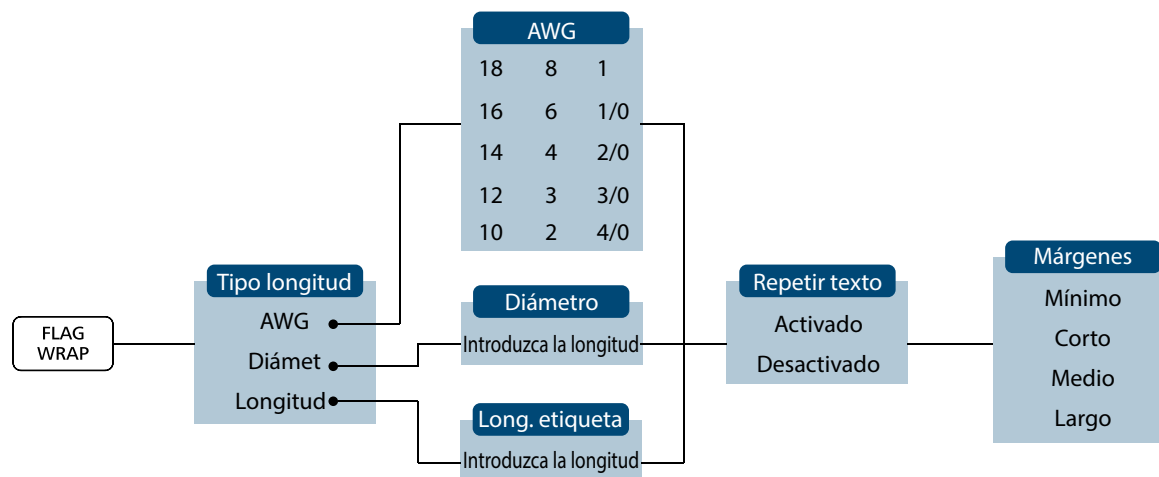 FLAG
WRAP
Tipo longitud
AWG
Diámet
Longitud
AWG
18 8 1
16 6 1/0
14 4 2/0
12 3 3/0
10 2 4/0
Diámetro
Introduzca la longitud
Long. etiqueta
Introduzca la longitud
Repetir texto
Activado
Desactivado
Márgenes
Mínimo
Corto
Medio
Largo